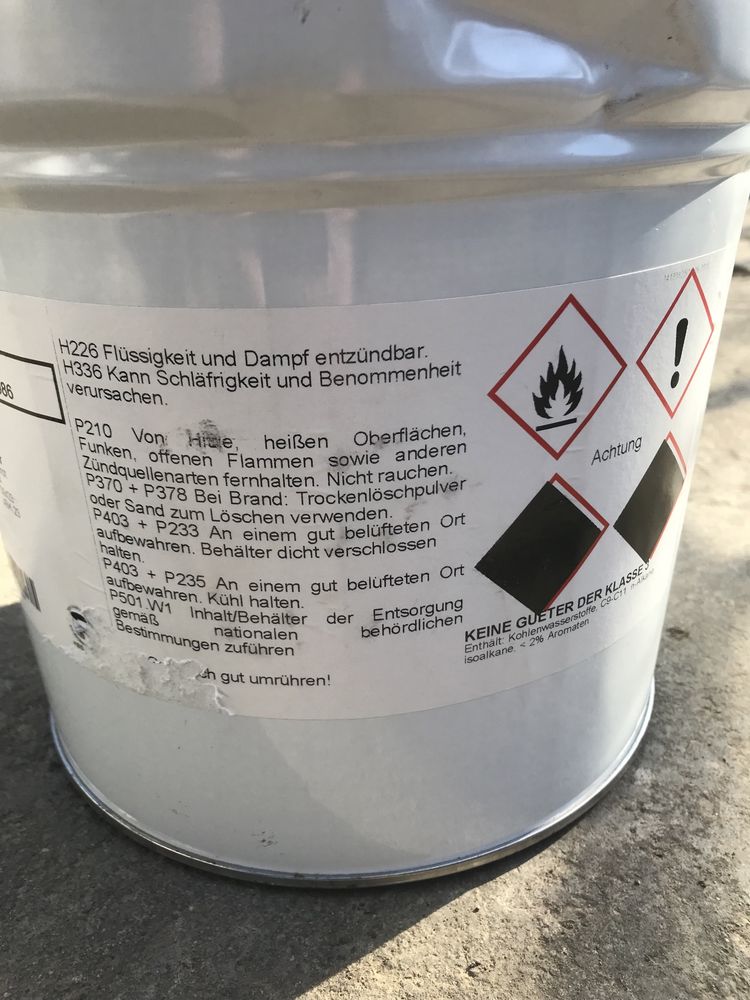 86
H226 Flüssigkeit und Dampf entzündbar.
H336 Kann Schläfrigkeit und Benommenheit
verursachen.
P210 Von heißen Oberflächen,
Funken, offenen Flammen sowie anderen
Zündquellenarten fernhalten. Nicht rauchen.
P370 + P378 Bei Brand: Trockenlöschpulver
oder Sand zum Löschen verwenden.
P403 + P233 An einem gut belüfteten Ort
aufbewahren. Behälter dicht verschlossen
halten.
P403 + P235 An einem gut belüfteten Ort
aufbewahren. Kühl halten.
P501.W1 Inhalt/Behälter der Entsorgung
gemäß nationalen behördlichen
Bestimmungen zuführen
gut umrühren!
Achtung
KEINE GUETER DER KLASSE 3
Enthält: Kohlenwasserstoffe, C9-C11
isoalkane, < 2% Aromaten